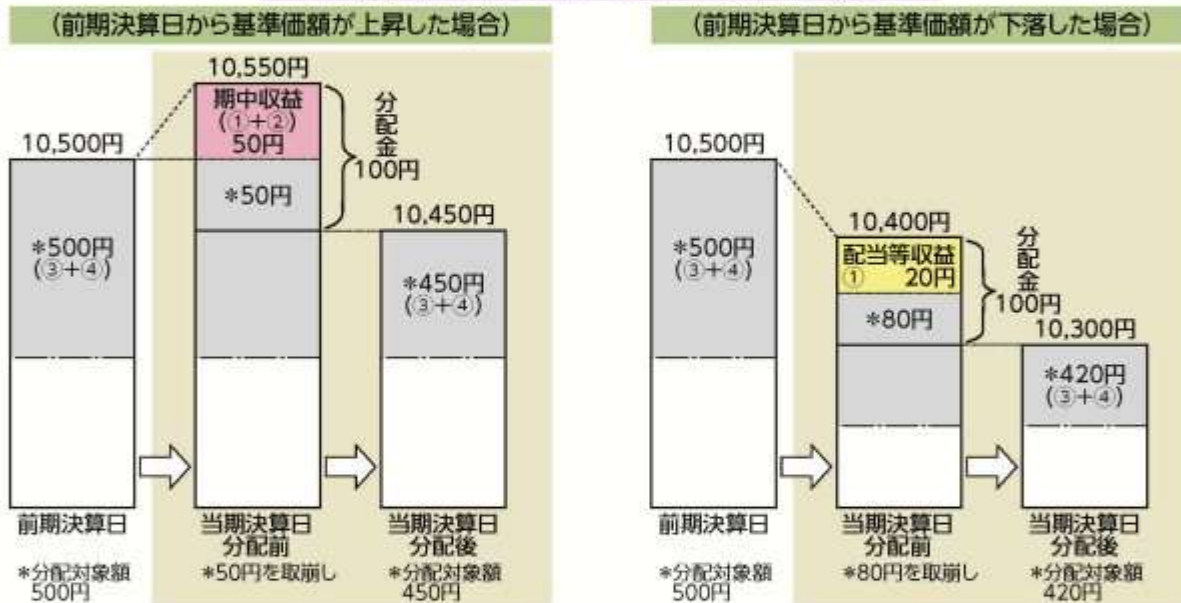 (前期決算日から基準価額が上昇した場合)
10,550円
期中収益
(①+②)
50円
分配金
100円
10,500円
*50円
10,450円
*500円
(③+④)
*450円
(③+④)
前期決算日
当期決算日
分配前
当期決算日
分配後
*分配対象額
500円
*50円を取崩し
*分配対象額
450円
(前期決算日から基準価額が下落した場合)
10,500円
10,400円
配当等収益
① 20円
分配金
100円
*500円
(③+④)
*80円
10,300円
*420円
(③+④)
前期決算日
当期決算日
分配前
当期決算日
分配後
*分配対象額
500円
*80円を取崩し
*分配対象額
420円